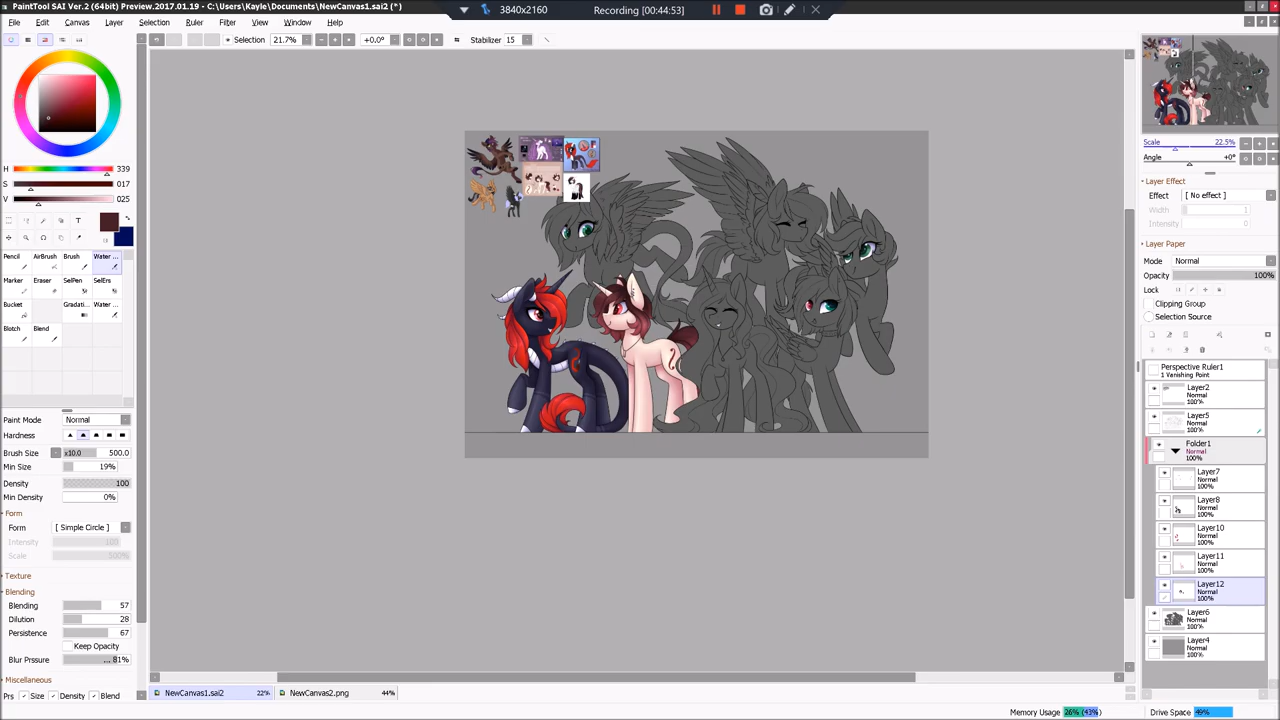 PaintTool SAI Ver.2 (64bit) Preview.2017.01.19 - C:\Users\Kayle\Documents\NewCanvas1.sai2 (*)
3840x2160
Recording [00:44:53]
File Canvas Layer Selection Ruler Filter View Window Help
Selection 21.7% +0.0° Stabilizer 15
H 339
S 017
V 025
T
Pencil AirBrush Brush Water ...
Marker Eraser SelPen SelErs
Bucket Gradati... Water ...
Blotch Blend
Paint Mode Normal
Hardness
Brush Size x10.0 500.0
Min Size 19%
Density 100
Min Density 0%
Form
Form [ Simple Circle ]
Intensity 100
Scale 100%
Texture
Blending
Blending 57
Dilution 28
Persistence 67
Keep Opacity
Blur Prssure ... 81%
Miscellaneous
Prs Size Density Blend
Scale 22.5%
Angle +0°
Layer Effect
Effect [ No effect ]
Width 1
Intensity 0
Layer Paper
Mode Normal
Opacity 100%
Lock
Clipping Group
Selection Source
Perspective Ruler1
1 Vanishing Point
Layer2
Normal
100%
Layer5
Normal
100%
Folder1
Normal
100%
Layer7
Normal
100%
Layer8
Normal
100%
Layer10
Normal
100%
Layer11
Normal
100%
Layer12
Normal
100%
Layer6
Normal
100%
Layer4
Normal
100%
NewCanvas1.sai2 22% NewCanvas2.png 44%
Memory Usage 26% (43%) Drive Space 49%